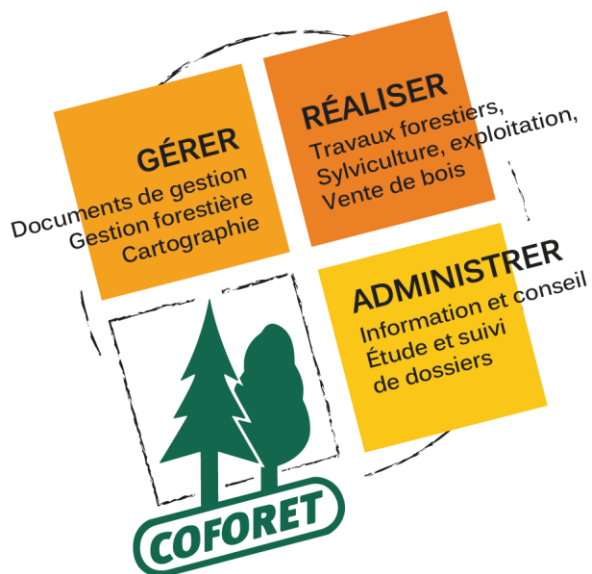 GÉRER
Documents de gestion
Gestion forestière
Cartographie
RÉALISER
Travaux forestiers,
Sylviculture, exploitation,
Vente de bois
ADMINISTRER
Information et conseil
Étude et suivi
de dossiers
COFORET